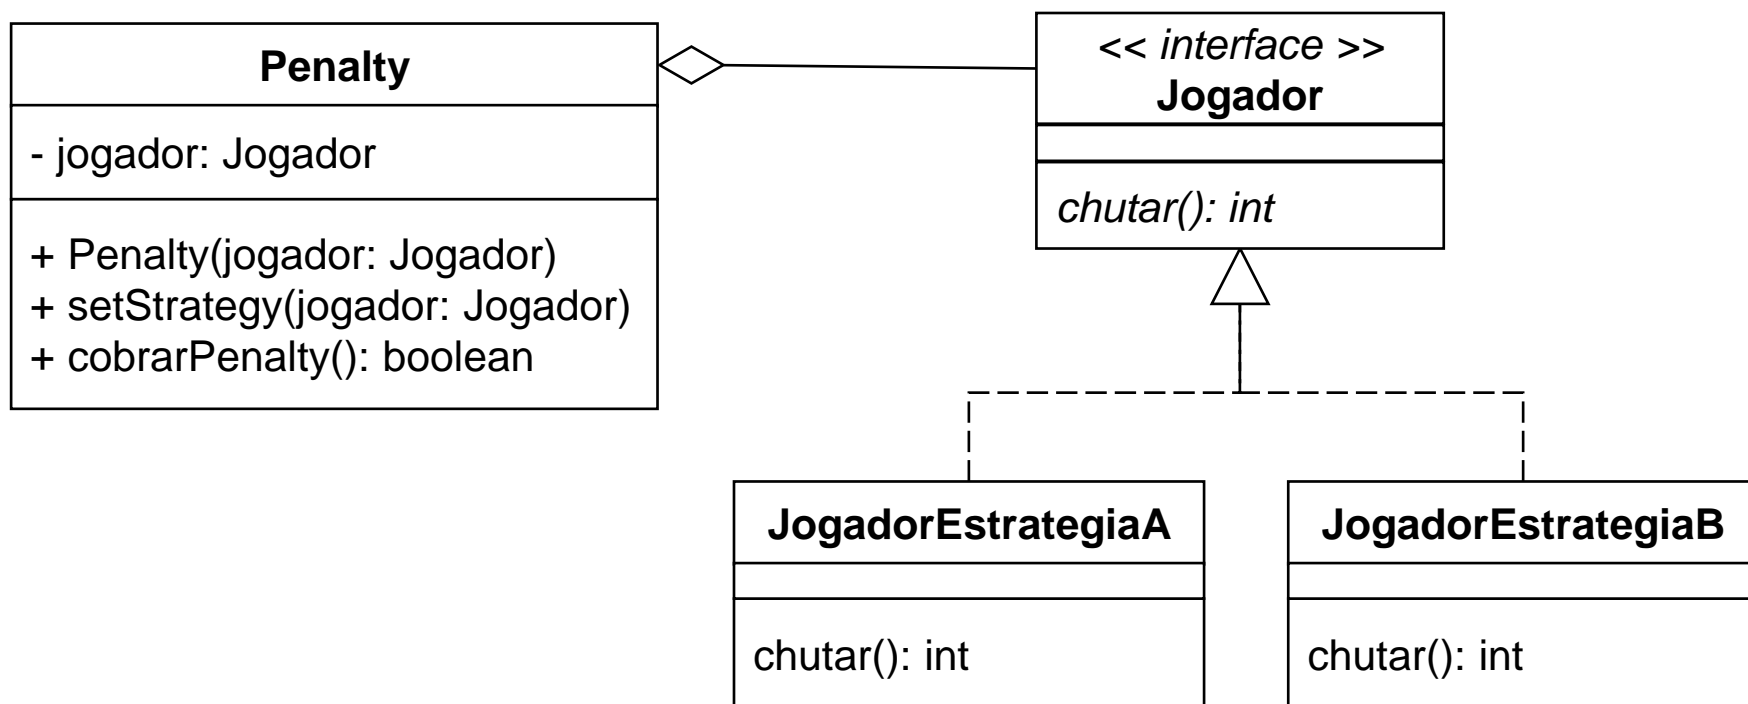 Penalty
- jogador: Jogador
+ Penalty(jogador: Jogador)
+ setStrategy(jogador: Jogador)
+ cobrarPenalty(): boolean
<< interface >>
Jogador
chutar(): int
JogadorEstrategiaA
chutar(): int
JogadorEstrategiaB
chutar(): int